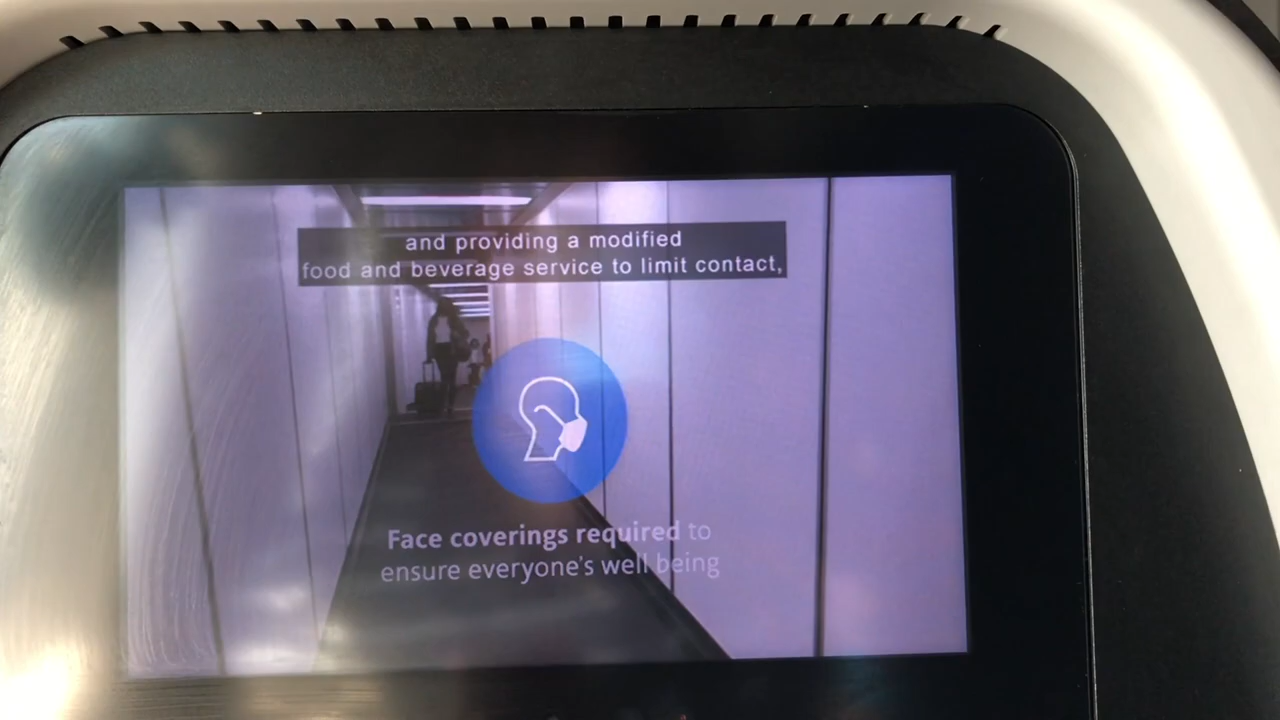 and providing a modified
food and beverage service to limit contact,
Face coverings required to
ensure everyone's well being